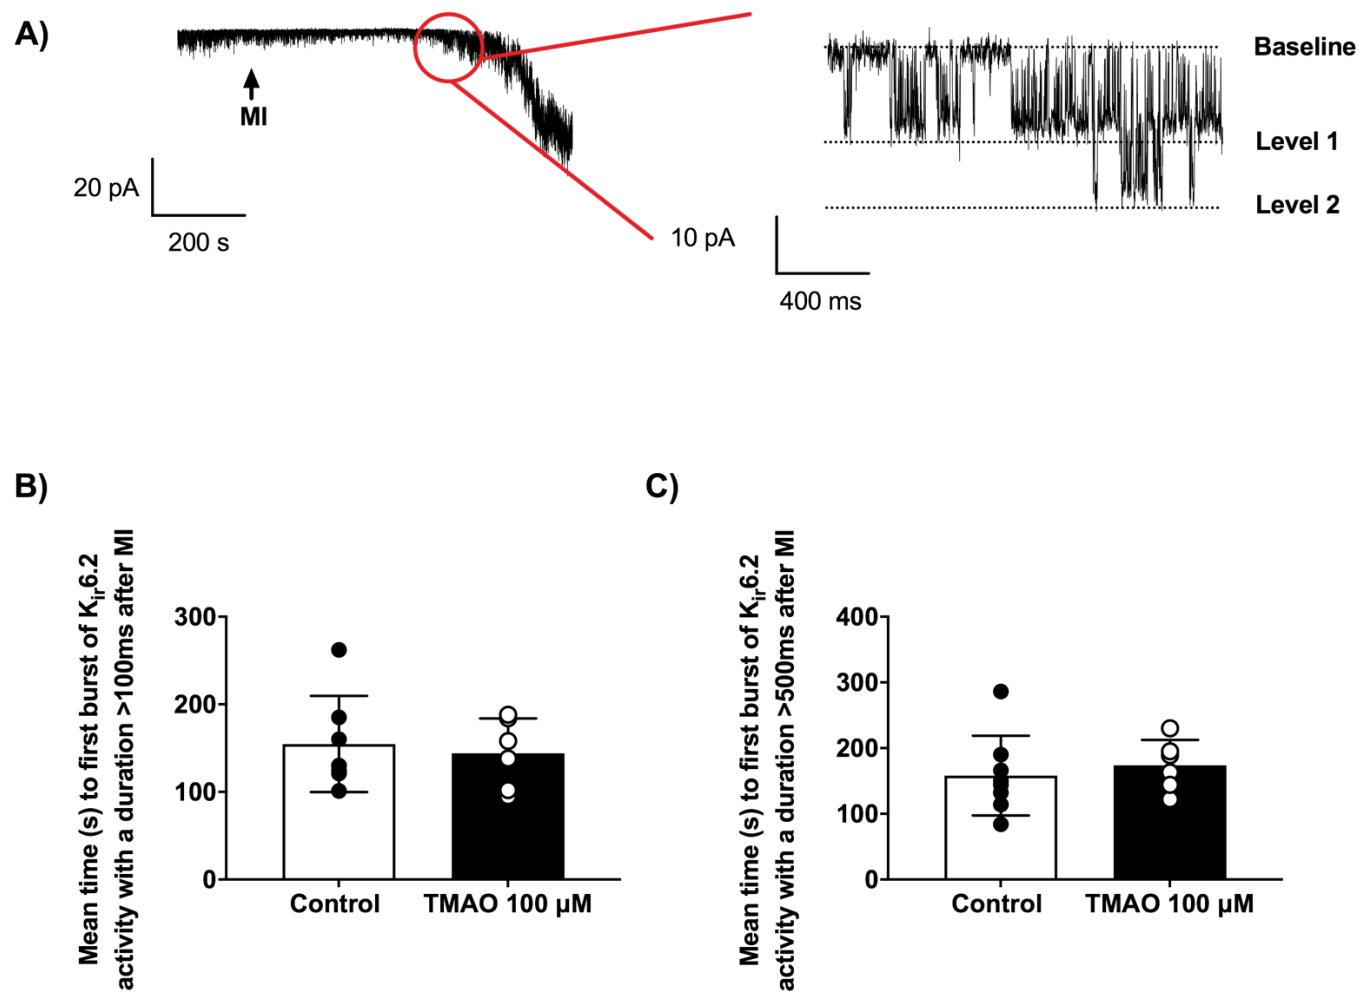 A)
MI
20 pA
200 s
10 pA
400 ms
Baseline
Level 1
Level 2
B)
Mean time (s) to first burst of Kir6.2
activity with a duration >100ms after MI
300
200
100
0
Control
TMAO 100 µM
C)
Mean time (s) to first burst of Kir6.2
activity with a duration >500ms after MI
400
300
200
100
0
Control
TMAO 100 µM